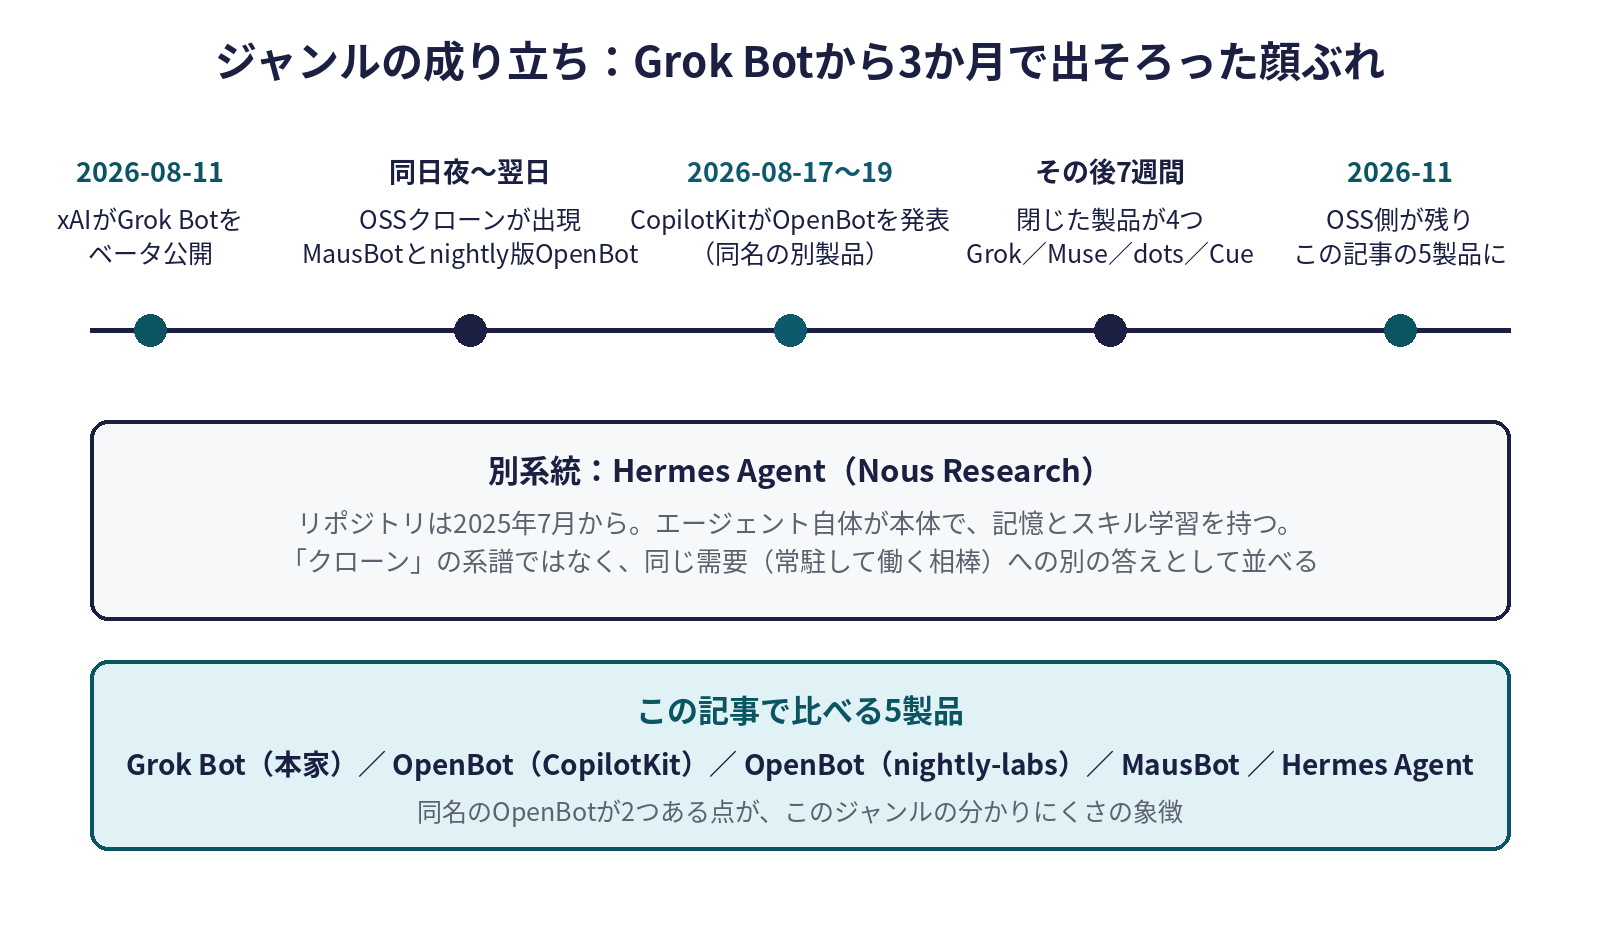 ジャンルの成り立ち：Grok Botから3か月で出そろった顔ぶれ
2026-08-11
xAIがGrok Botを
ベータ公開
同日夜〜翌日
OSSクローンが出現
MausBotとnightly版OpenBot
2026-08-17〜19
CopilotKitがOpenBotを発表
（同名の別製品）
その後7週間
閉じた製品が4つ
Grok／Muse／dots／Cue
2026-11
OSS側が残り
この記事の5製品に
別系統：Hermes Agent（Nous Research）
リポジトリは2025年7月から。エージェント自体が本体で、記憶とスキル学習を持つ。
「クローン」の系譜ではなく、同じ需要（常駐して働く相棒）への別の答えとして並べる
この記事で比べる5製品
Grok Bot（本家）／ OpenBot（CopilotKit）／ OpenBot（nightly-labs）／ MausBot ／ Hermes Agent
同名のOpenBotが2つある点が、このジャンルの分かりにくさの象徴